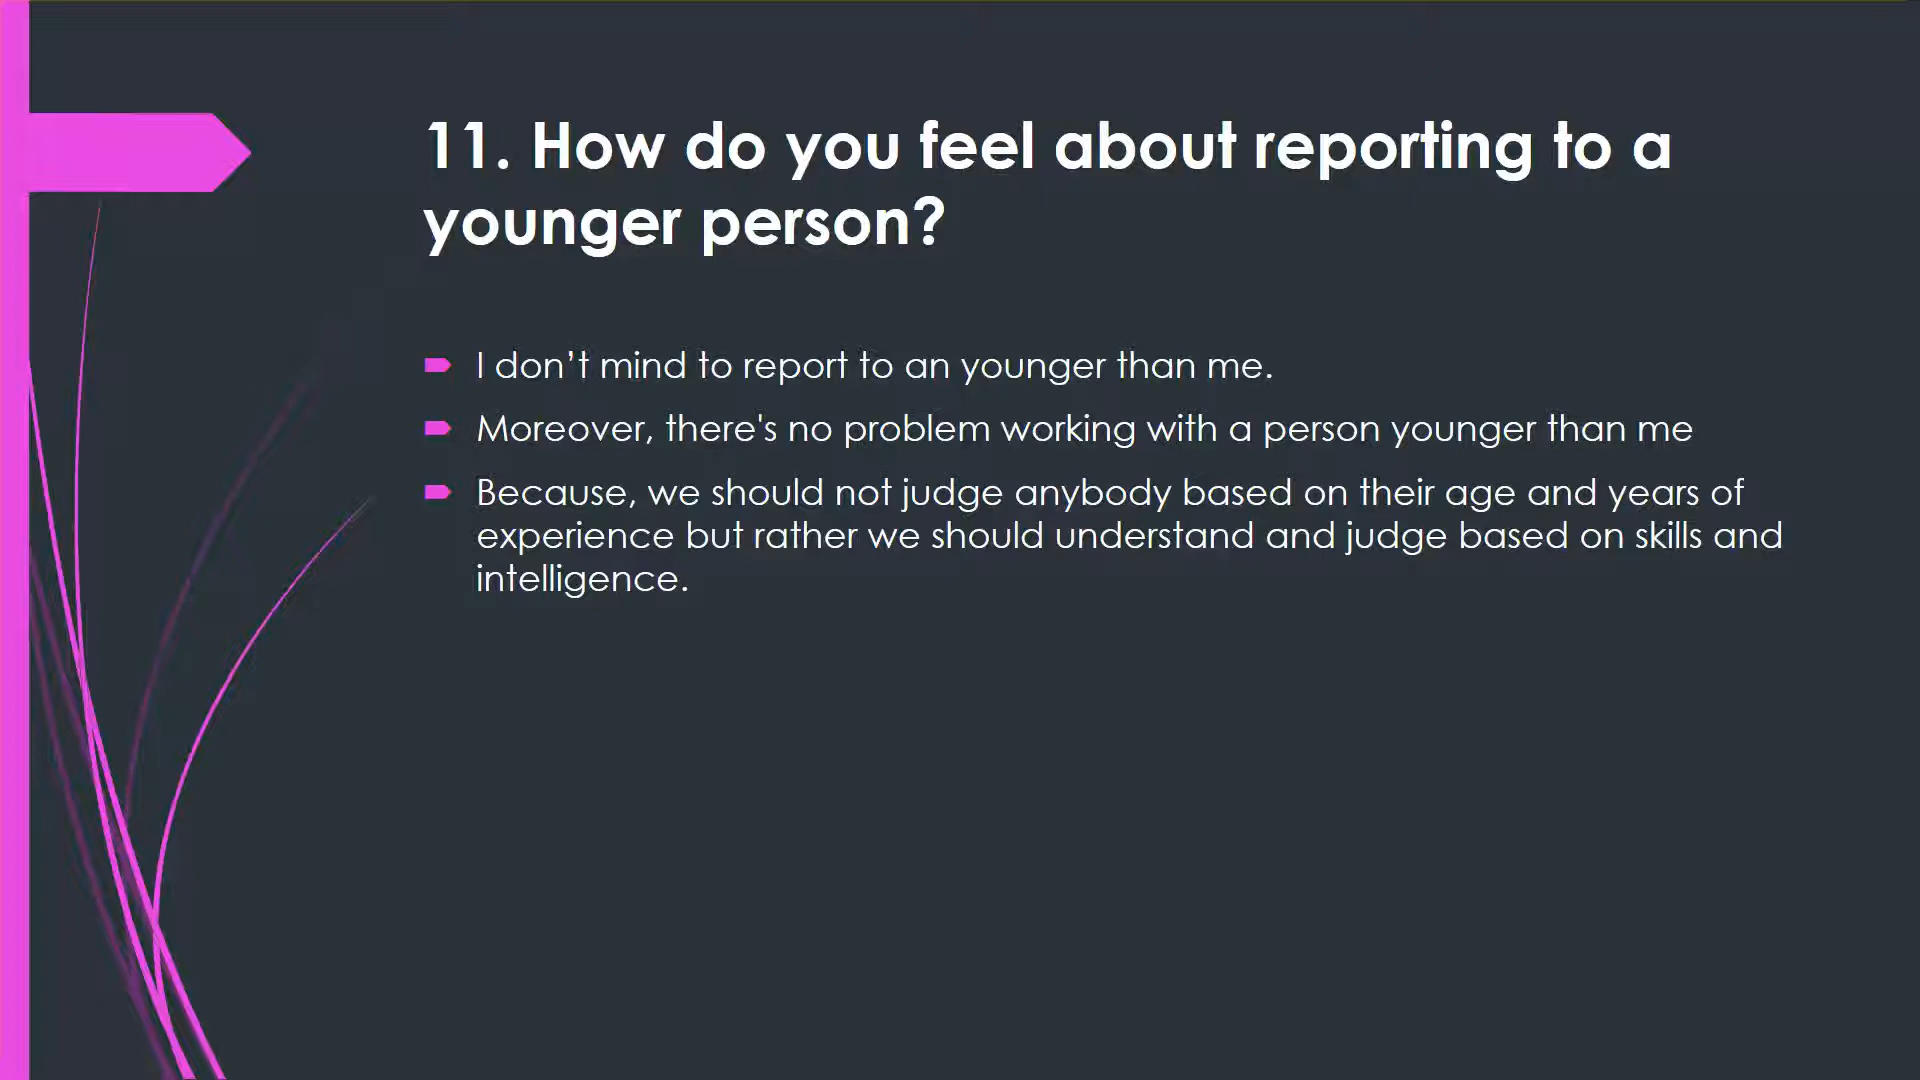 11. How do you feel about reporting to a
younger person?
I don’t mind to report to an younger than me.
Moreover, there's no problem working with a person younger than me
Because, we should not judge anybody based on their age and years of
experience but rather we should understand and judge based on skills and
intelligence.